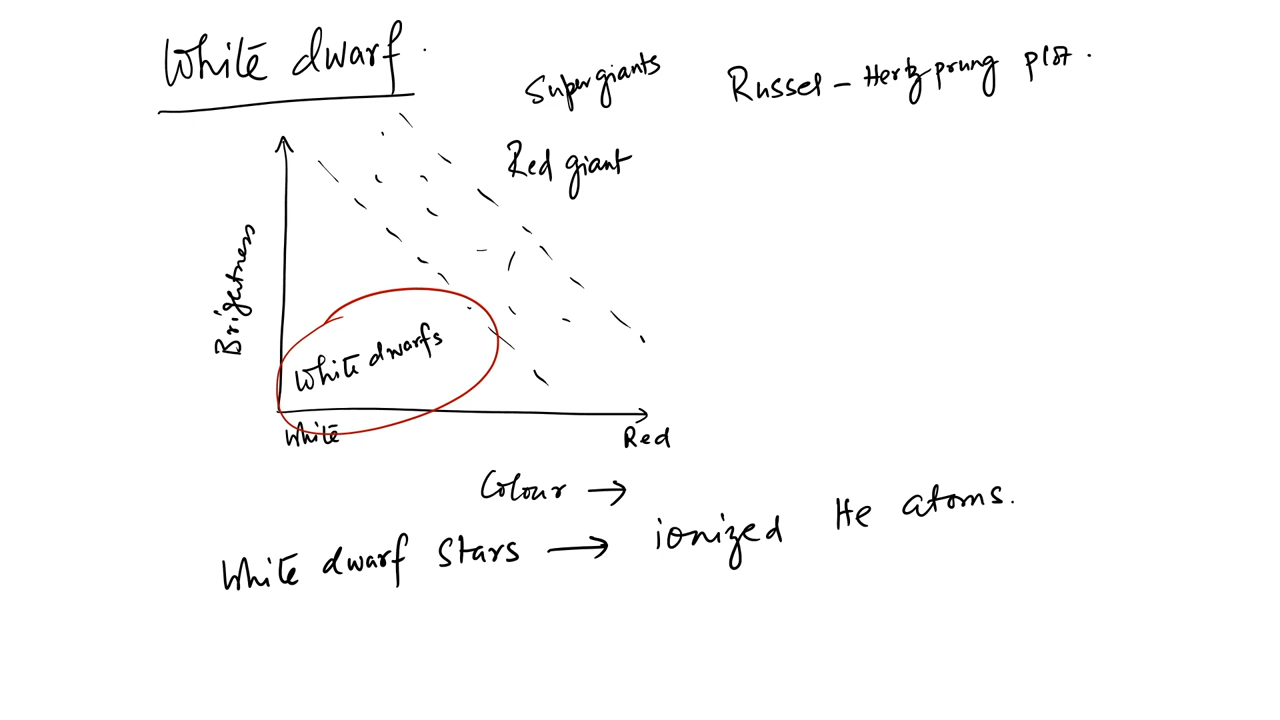 White dwarf.
Supergiants
Russel - Hertzprung plot.
Red giant
Brightness
White dwarfs
White
Red
Colour →
White dwarf stars → ionized He atoms.